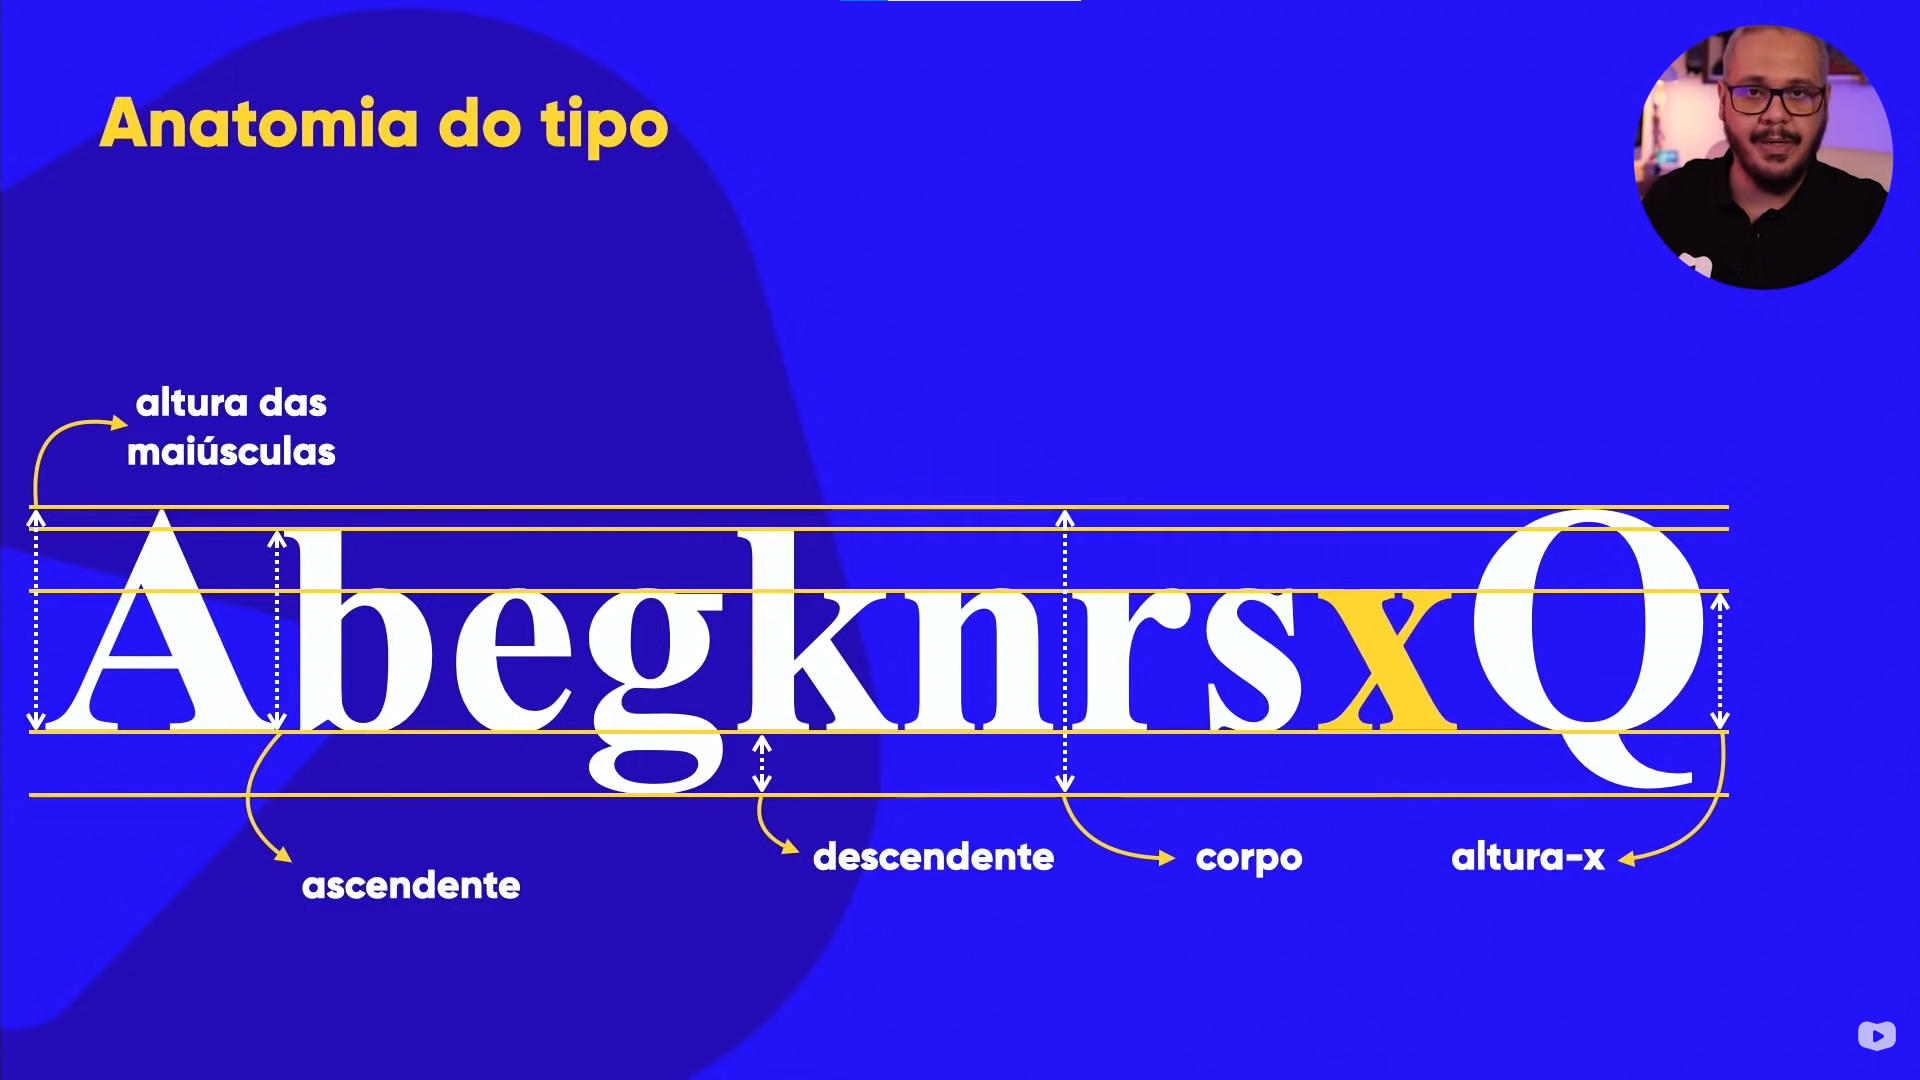 Anatomia do tipo
altura das
maiúsculas
AbegknrsxQ
descendente
corpo
altura-x
ascendente